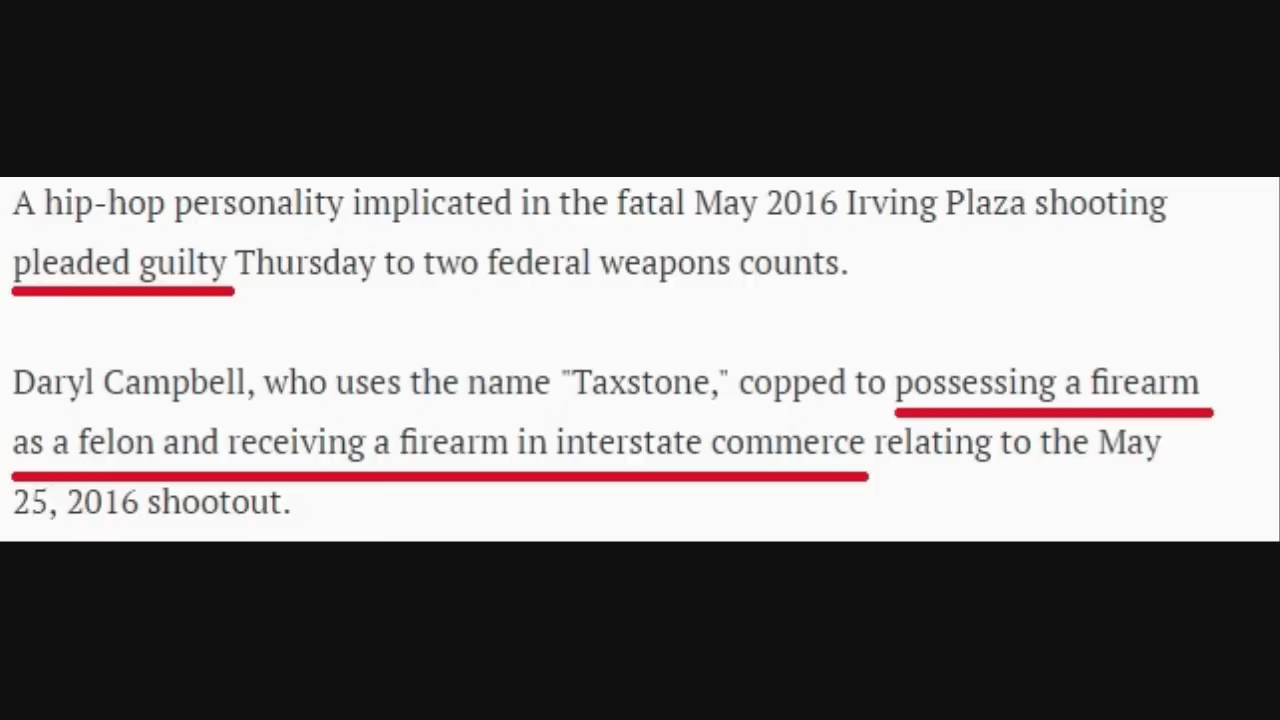 A hip-hop personality implicated in the fatal May 2016 Irving Plaza shooting
pleaded guilty Thursday to two federal weapons counts.
Daryl Campbell, who uses the name "Taxstone," copped to possessing a firearm
as a felon and receiving a firearm in interstate commerce relating to the May
25, 2016 shootout.